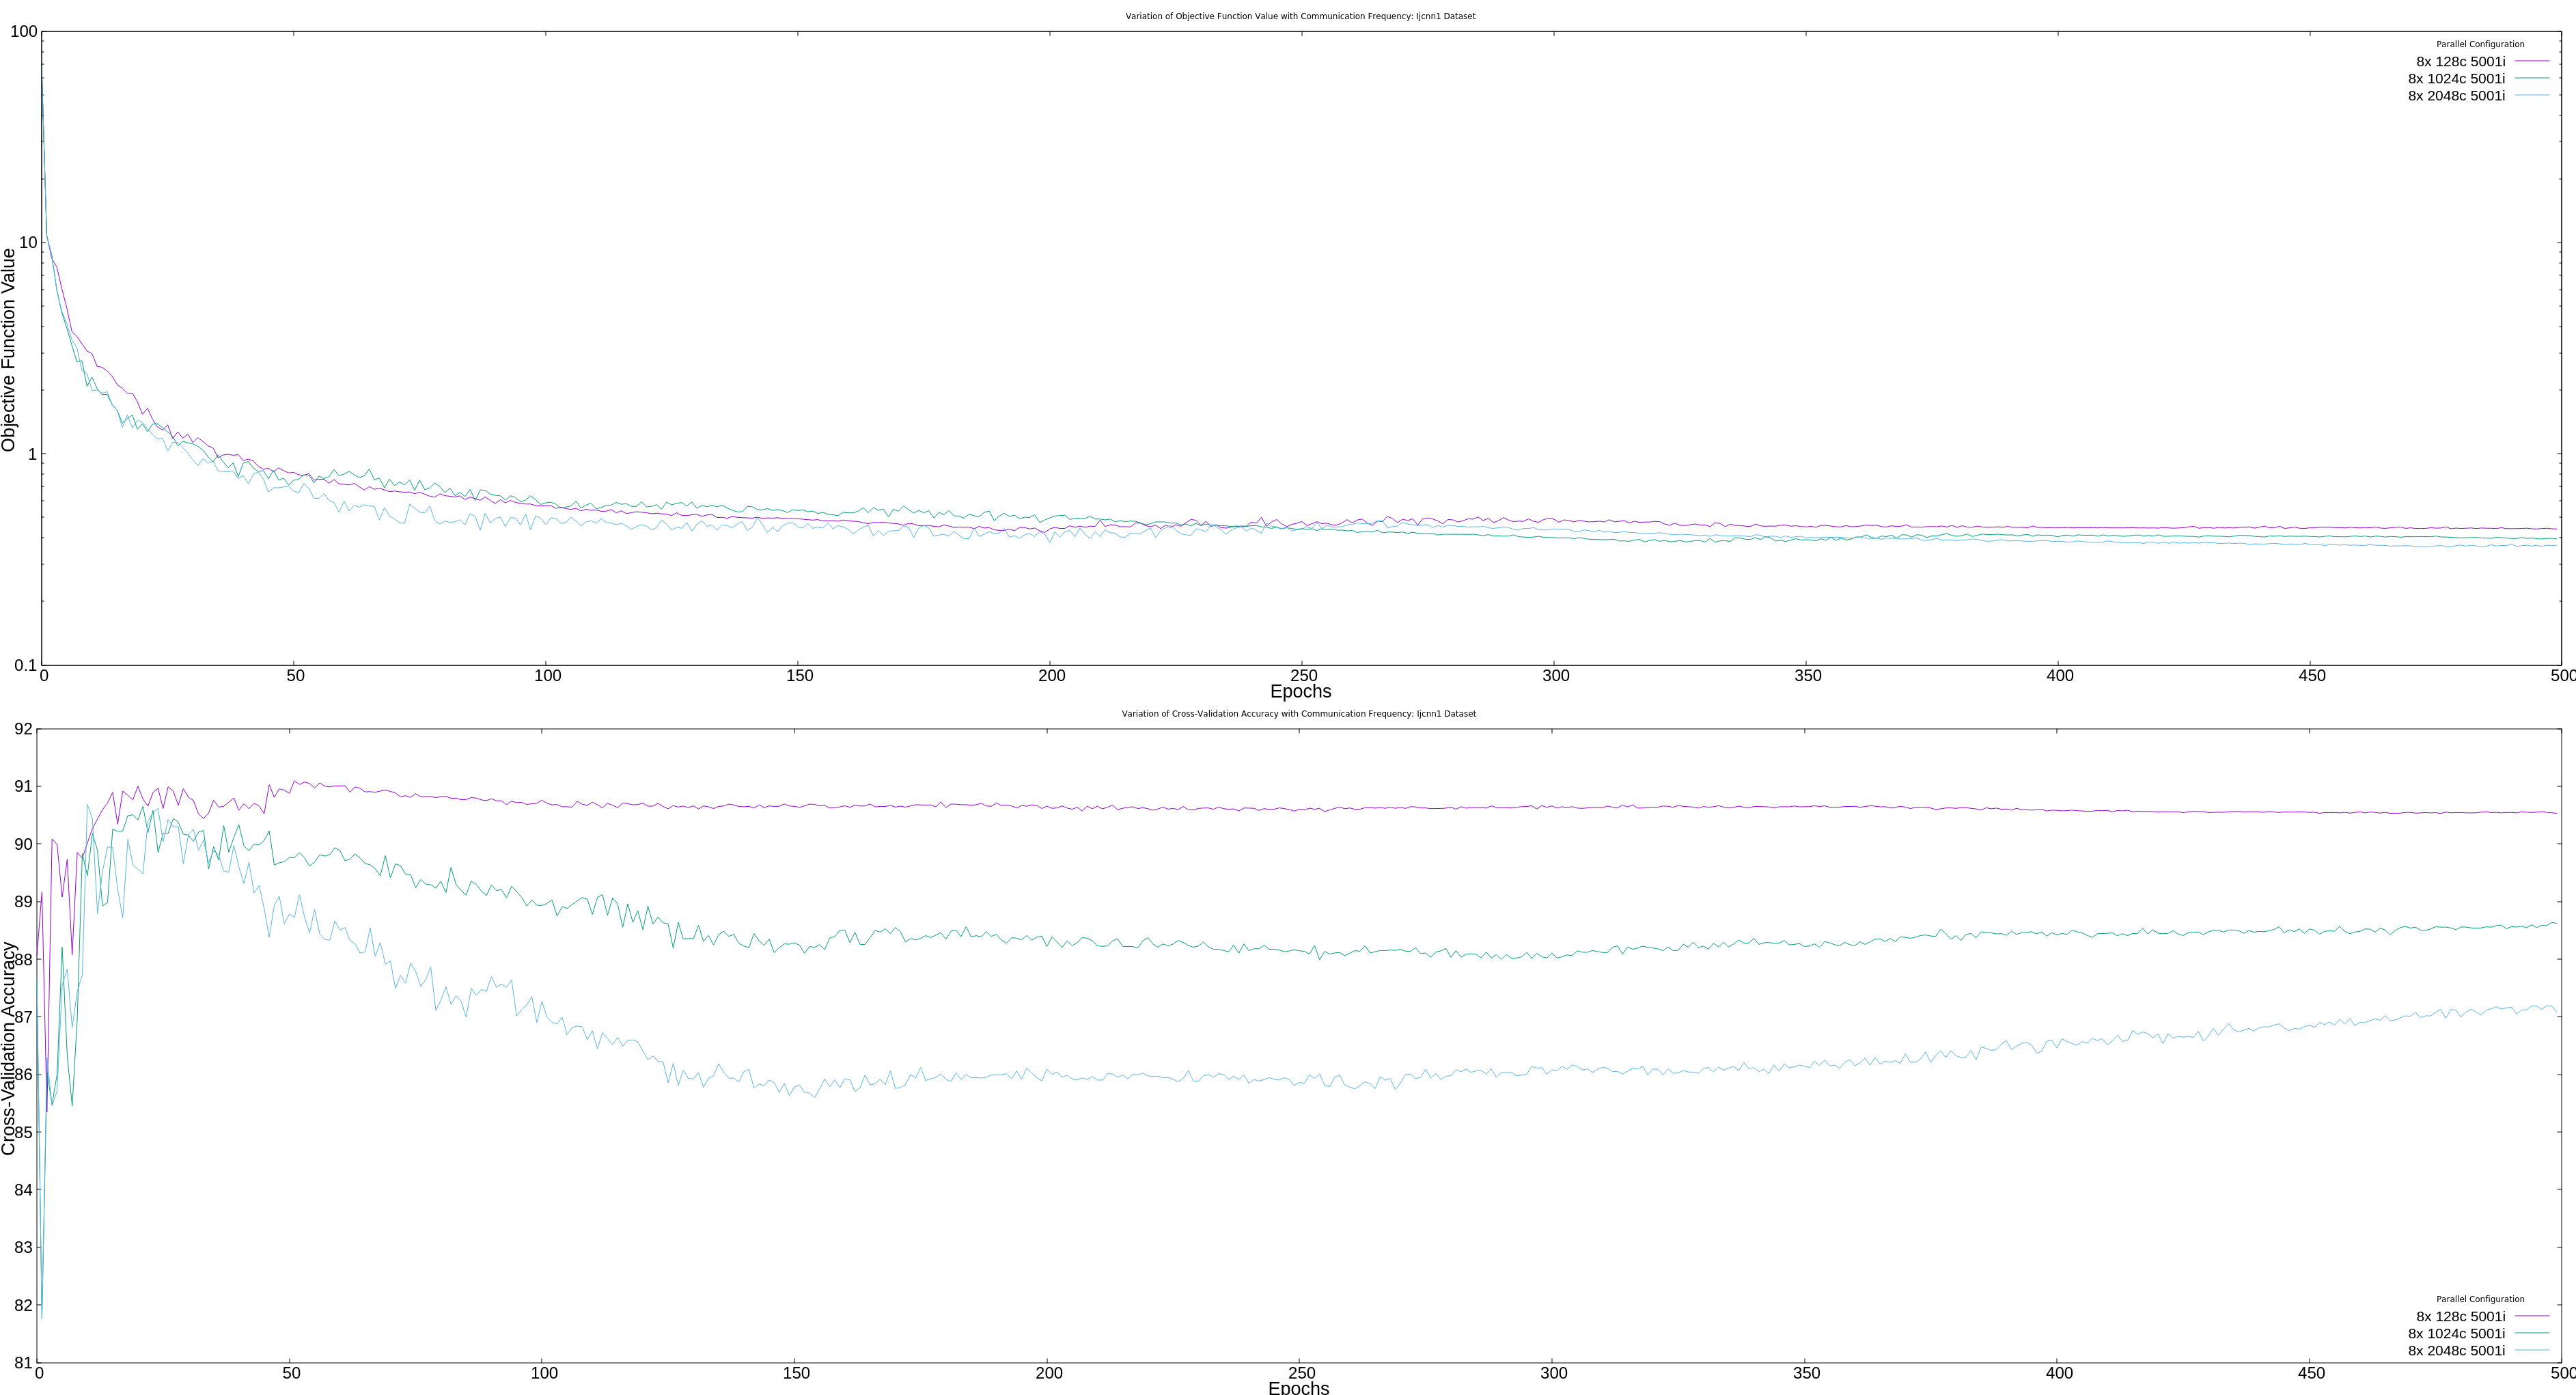 Variation of Objective Function Value with Communication Frequency: Ijcnn1 Dataset
Parallel Configuration
8x 128c 5001i
8x 1024c 5001i
8x 2048c 5001i
100
10
1
0.1
Objective Function Value
0 50 100 150 200 250 300 350 400 450 500
Epochs
Variation of Cross-Validation Accuracy with Communication Frequency: Ijcnn1 Dataset
92
91
90
89
88
87
86
85
84
83
82
81
Cross-Validation Accuracy
Parallel Configuration
8x 128c 5001i
8x 1024c 5001i
8x 2048c 5001i
0 50 100 150 200 250 300 350 400 450 500
Epochs